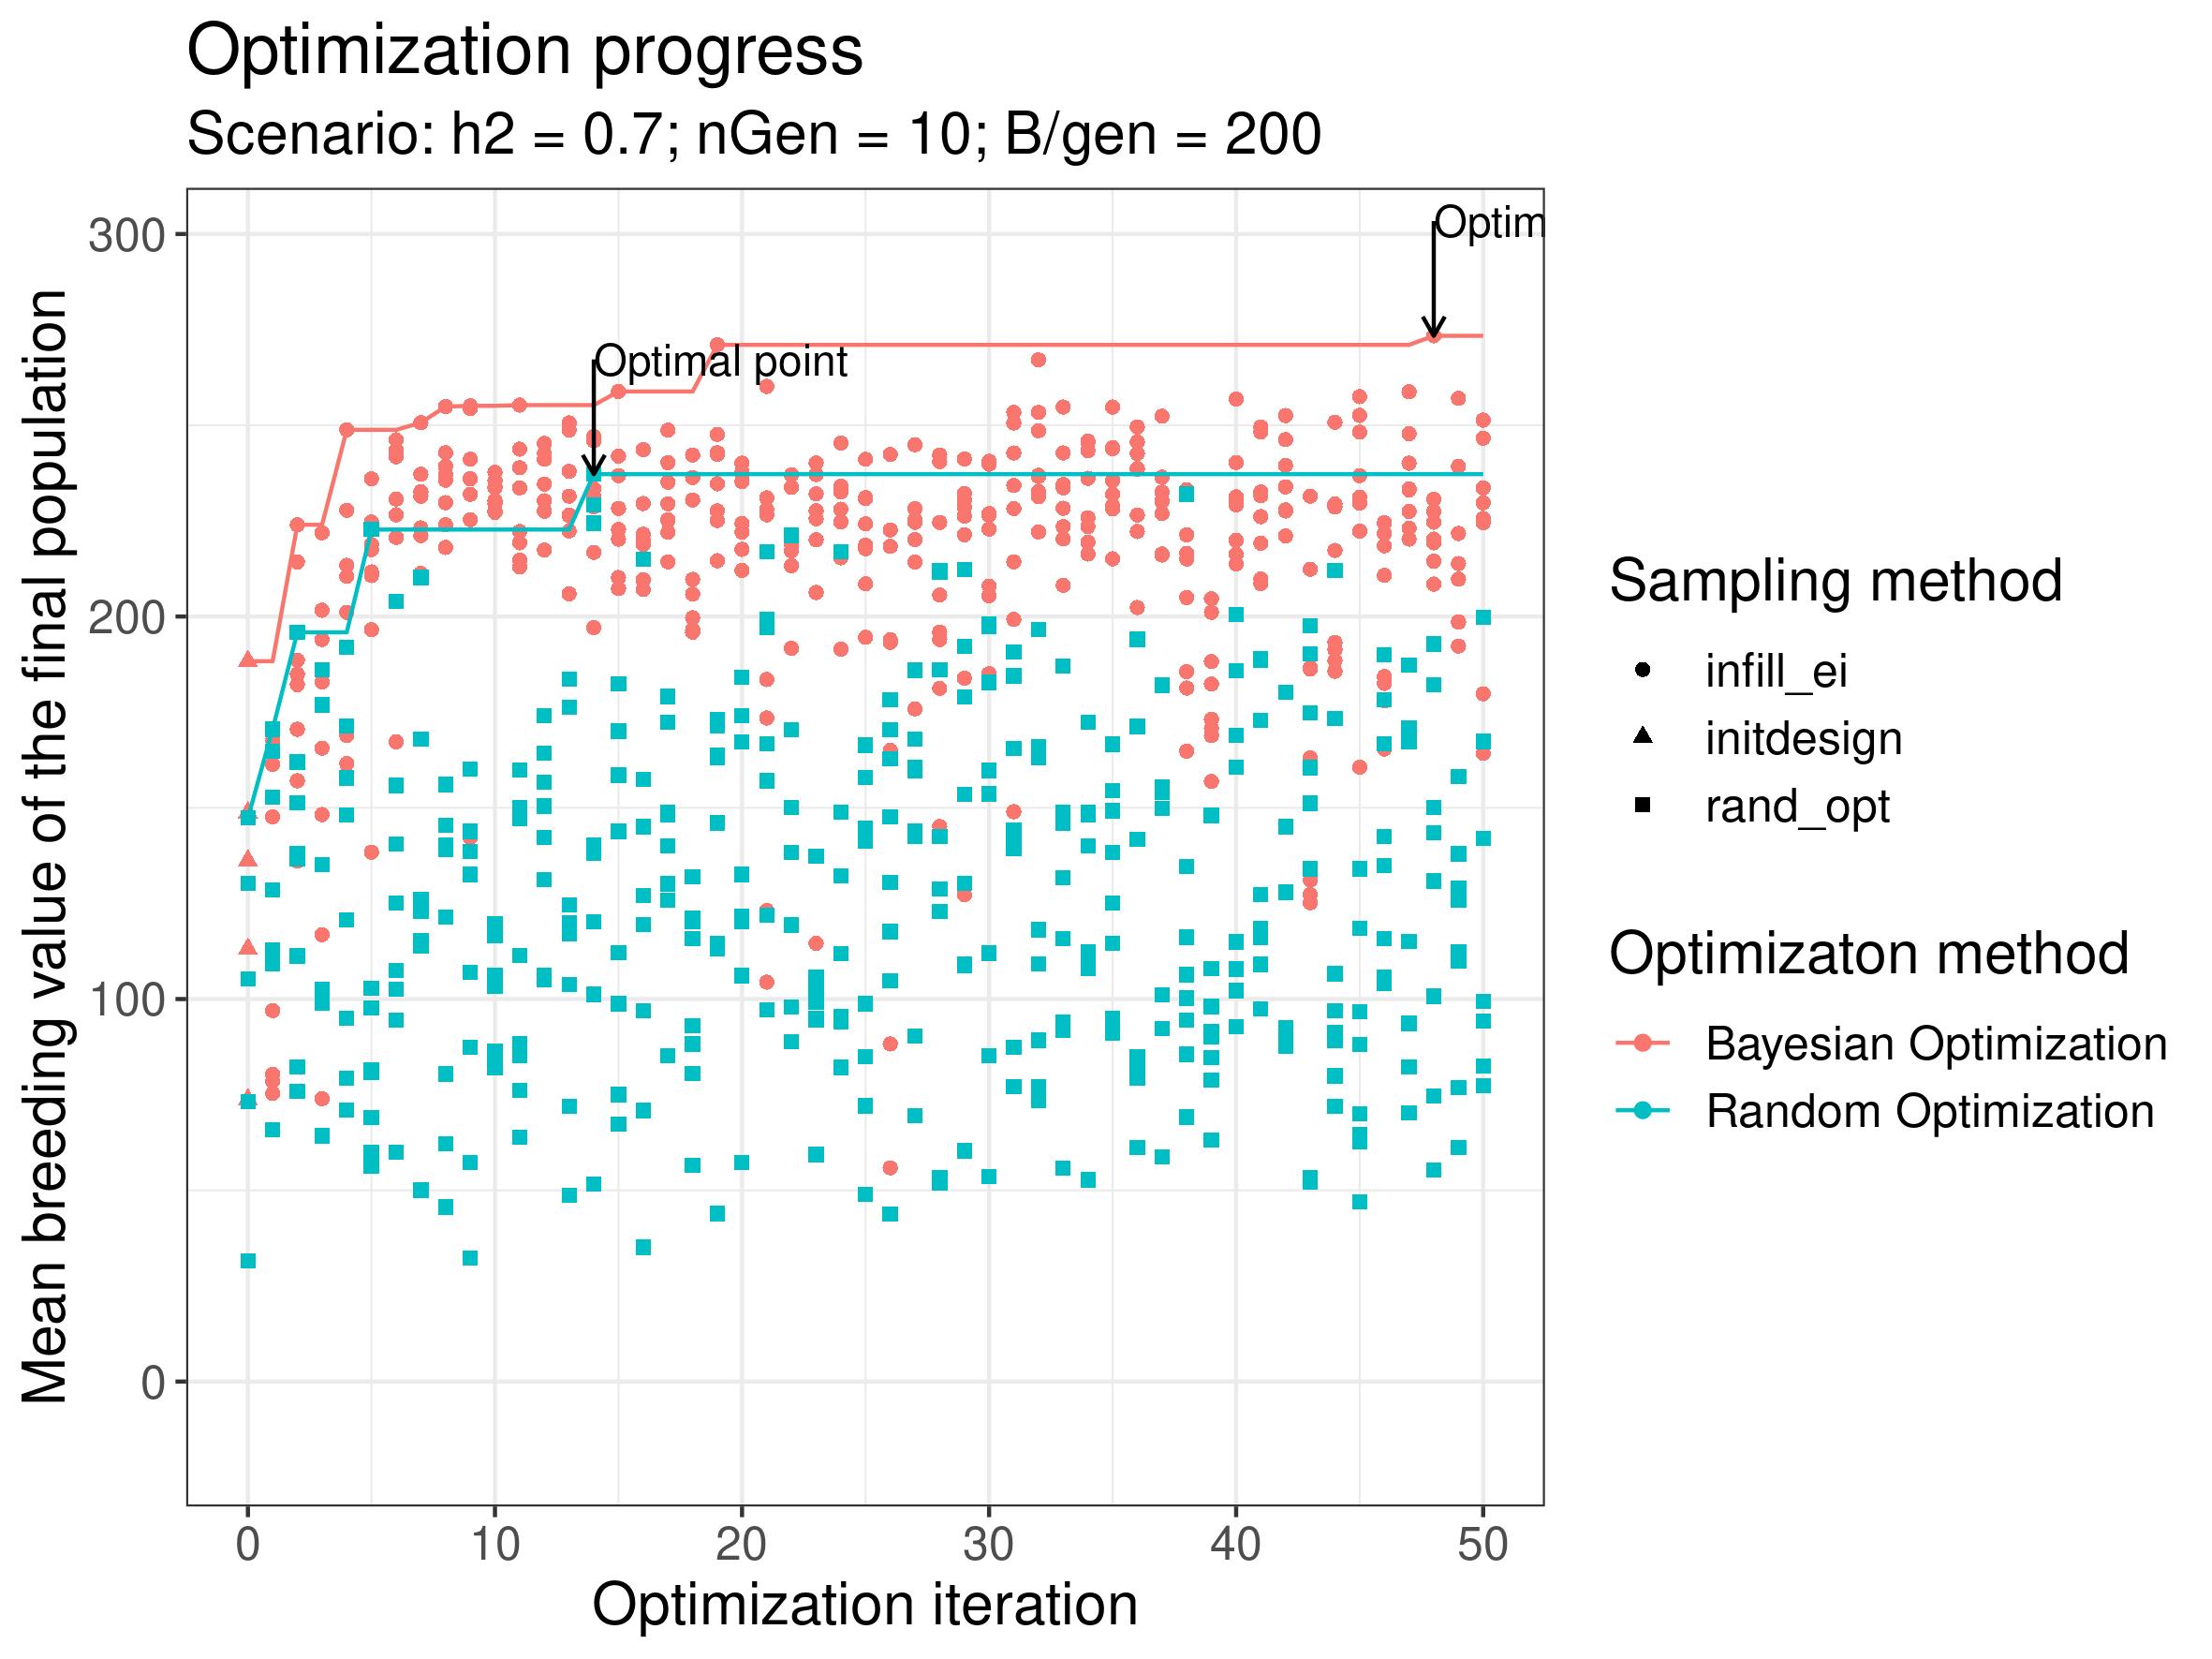 Optimization progress
Scenario: h2 = 0.7; nGen = 10; B/gen = 200
Mean breeding value of the final population
300
200
100
0
Optim
Optimal point
0 10 20 30 40 50
Optimization iteration
Sampling method
infill_ei
initdesign
rand_opt
Optimizaton method
Bayesian Optimization
Random Optimization